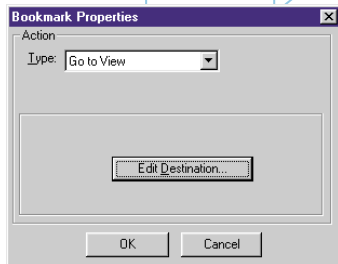 Bookmark Properties
Action
Type: Go to View
Edit Destination...
OK Cancel